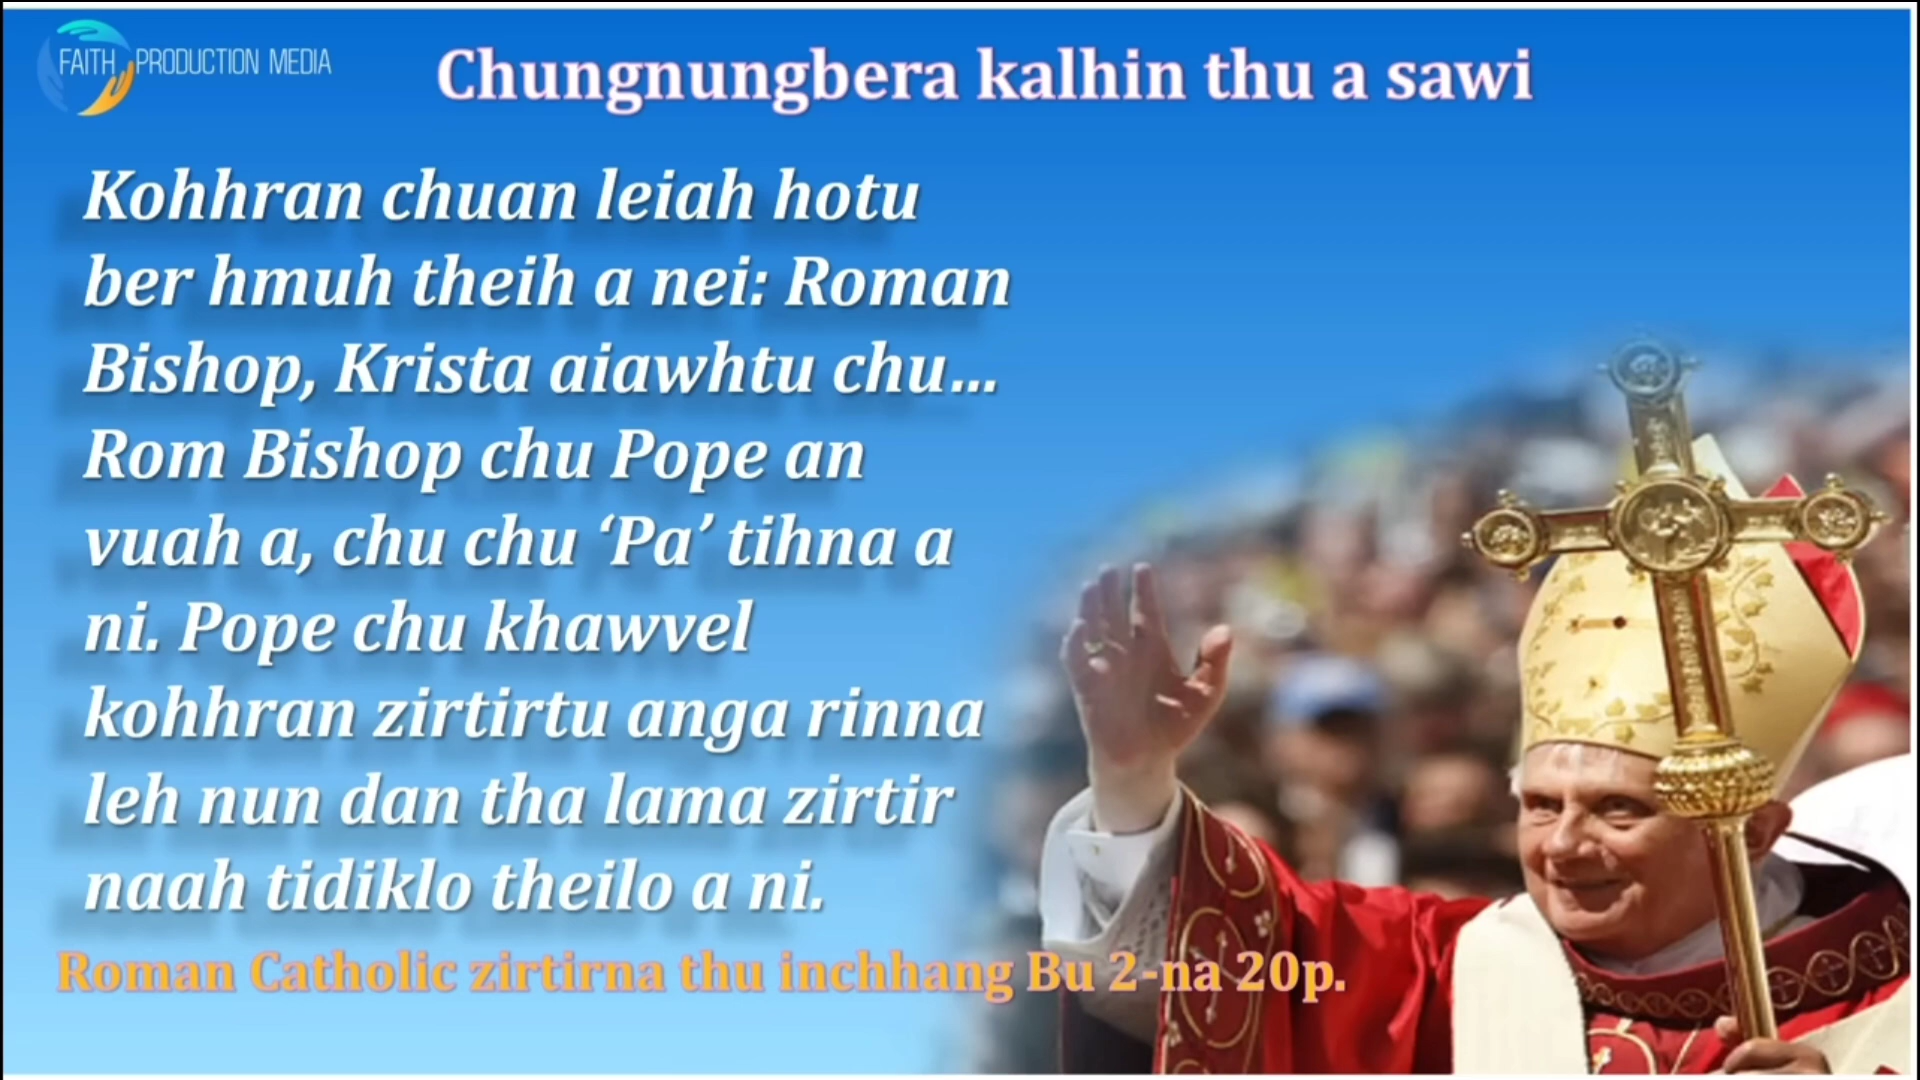 FAITH PRODUCTION MEDIA
Chungnungbera kalhin thu a sawi
Kohhran chuan leiah hotu
ber hmuh theih a nei: Roman
Bishop, Krista aiawhtu chu...
Rom Bishop chu Pope an
vuah a, chu chu ‘Pa’ tihna a
ni. Pope chu khawvel
kohhran zirtirtu anga rinna
leh nun dan tha lama zirtir
naah tidiklo theilo a ni.
Roman Catholic zirtirna thu inchhang Bu 2-na 20p.